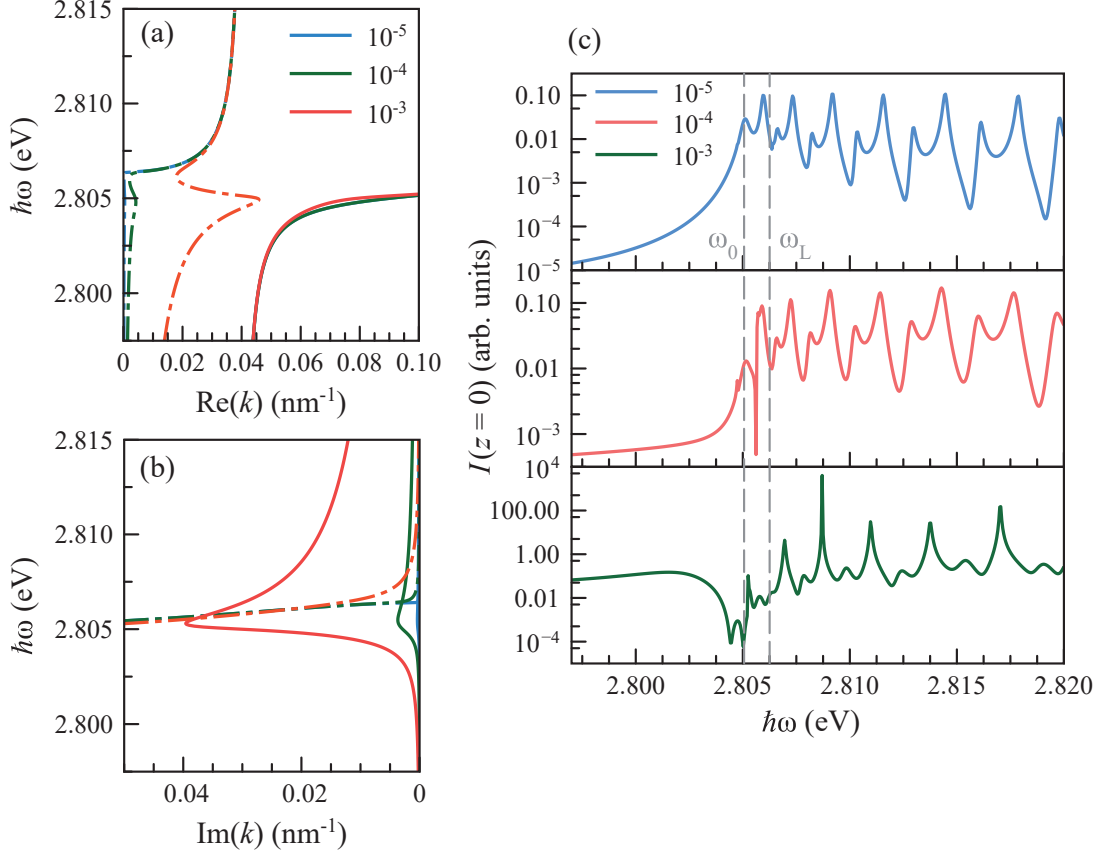 (a)
2.815
2.810
2.805
2.800
ħω (eV)
10-5
10-4
10-3
0 0.02 0.04 0.06 0.08 0.10
Re(k) (nm-1)
(b)
2.815
2.810
2.805
2.800
ħω (eV)
0.04 0.02 0
Im(k) (nm-1)
(c)
10-5
10-4
10-3
0.10
0.01
10-3
10-4
10-5
ω0 ωL
0.10
0.01
10-3
I(z = 0) (arb. units)
104
100.00
1.00
0.01
10-4
2.800 2.805 2.810 2.815 2.820
ħω (eV)